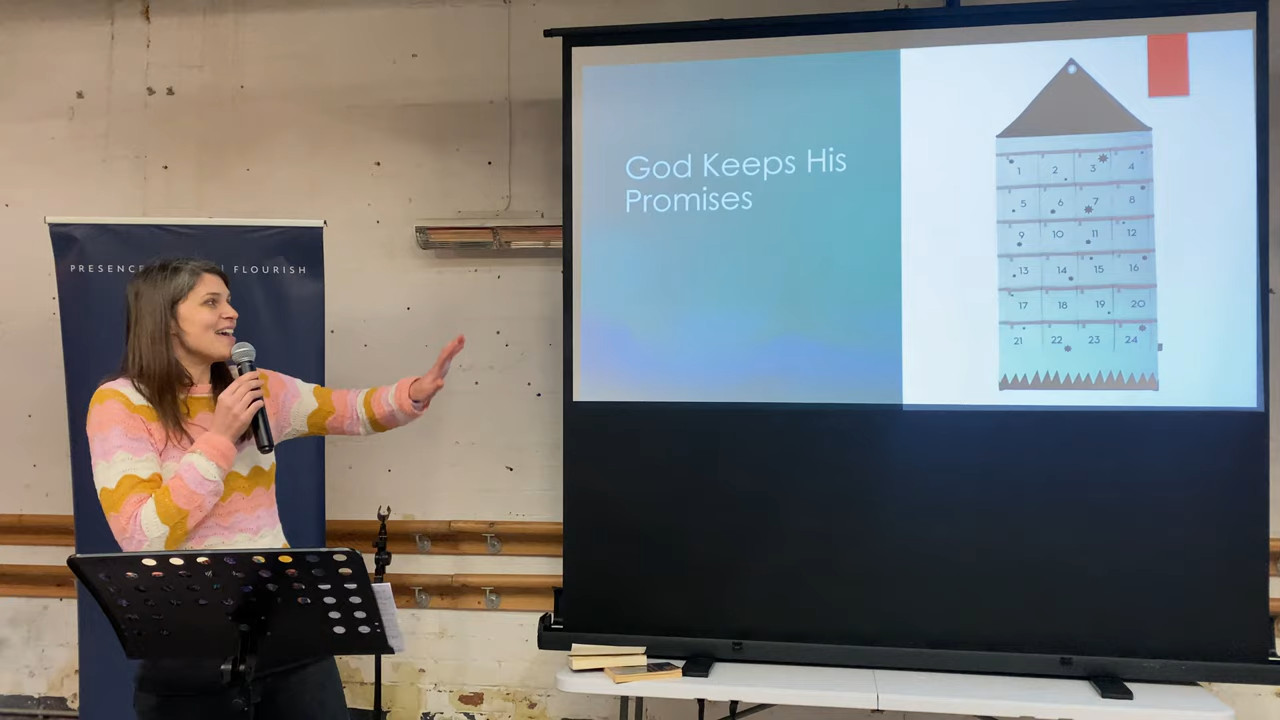 PRESENCE
FLOURISH
God Keeps His
Promises
1 2 3 4
5 6 7 8
9 10 11 12
13 14 15 16
17 18 19 20
21 22 23 24